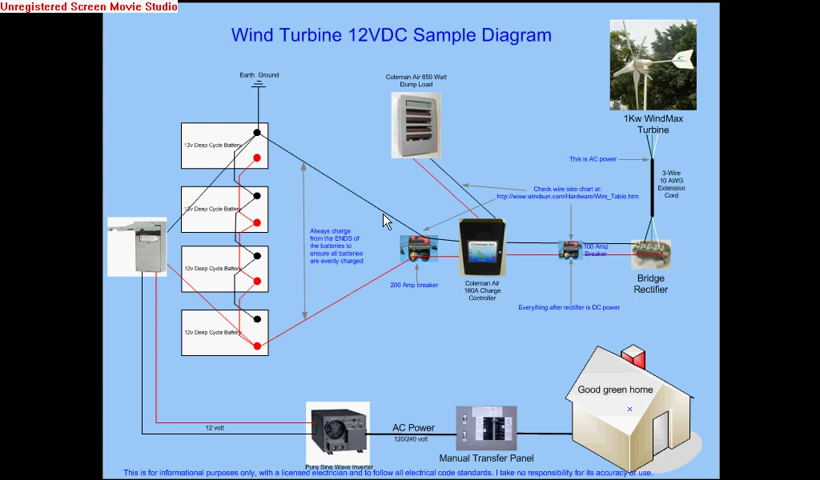 Unregistered Screen Movie Studio
Wind Turbine 12VDC Sample Diagram
Earth Ground
Coleman Air 650 Watt
Dump Load
1Kw WindMax
Turbine
12v Deep Cycle Battery
This is AC power
3-Wire
10 AWG
Extension
Cord
Check wire size chart at:
http://www.windsun.com/Hardware/Wire_Table.htm
12v Deep Cycle Battery
Always charge
from the ENDS of
the batteries to
ensure all batteries
are evenly charged
Coleman Air
100 Amp
Breaker
12v Deep Cycle Battery
200 Amp breaker
Coleman Air
160A Charge
Controller
Bridge
Rectifier
Everything after rectifier is DC power
12v Deep Cycle Battery
Good green home
12 volt
AC Power
120/240 volt
Manual Transfer Panel
Pure Sine Wave Inverter
This is for informational purposes only, with a licensed electrician and to follow all electrical code standards. I take no responsibility for its accuracy or use.